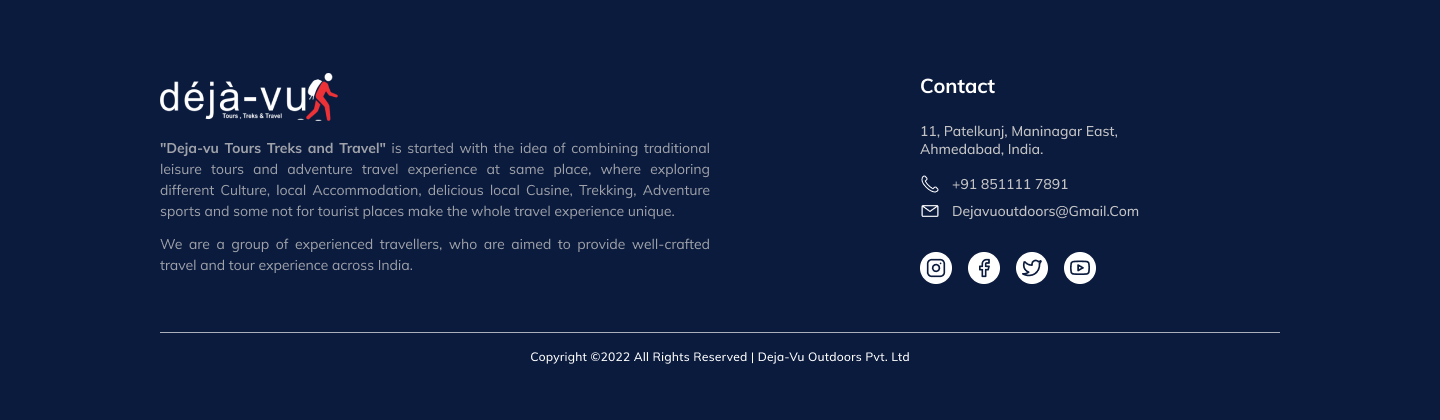 déjà-vu
Tours , Treks & Travel
"Deja-vu Tours Treks and Travel" is started with the idea of combining traditional
leisure tours and adventure travel experience at same place, where exploring
different Culture, local Accommodation, delicious local Cusine, Trekking, Adventure
sports and some not for tourist places make the whole travel experience unique.
We are a group of experienced travellers, who are aimed to provide well-crafted
travel and tour experience across India.
Contact
11, Patelkunj, Maninagar East,
Ahmedabad, India.
+91 851111 7891
Dejavuoutdoors@Gmail.Com
Copyright ©2022 All Rights Reserved | Deja-Vu Outdoors Pvt. Ltd